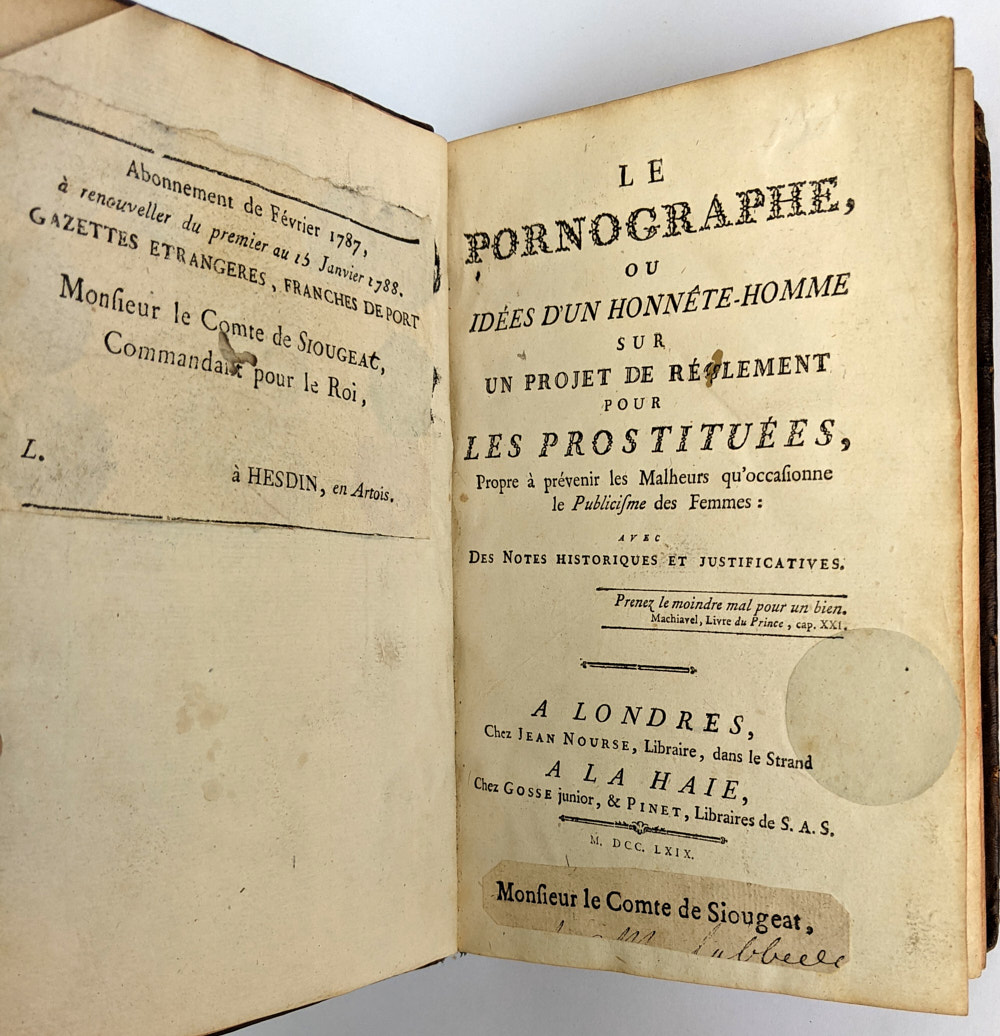 Abonnement de Février 1787,
à renouveller du premier au 15 Janvier 1788.
GAZETTES ETRANGERES, FRANCHES DE PORT
Monſieur le Comte de SIOUGEAT,
Commandant pour le Roi,
L.
à HESDIN, en Artois.
LE
PORNOGRAPHE,
OU
IDÉES D'UN HONNÊTE-HOMME
SUR
UN PROJET DE RÉGLEMENT
POUR
LES PROSTITUÉES,
Propre à prévenir les Malheurs qu'occaſionne
le Publiciſme des Femmes :
AVEC
DES NOTES HISTORIQUES ET JUSTIFICATIVES.
Prenez le moindre mal pour un bien.
Machiavel, Livre du Prince, cap. XXI.
A LONDRES,
Chez JEAN NOURSE, Libraire, dans le Strand
A LA HAIE,
Chez GOSSE junior, & PINET, Libraires de S. A. S.
M. DCC. LXIX.
Monſieur le Comte de Siougeat,